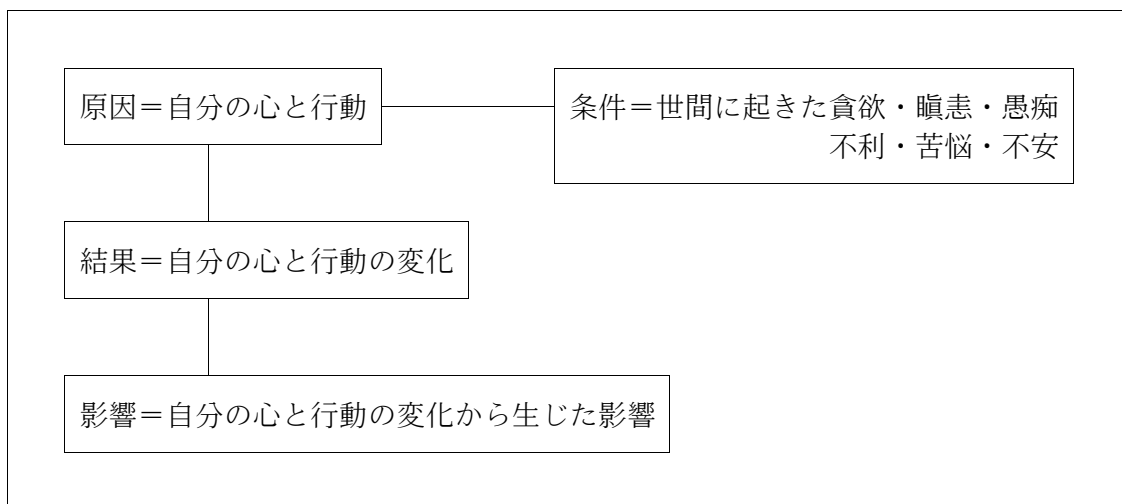 原因＝自分の心と行動
条件＝世間に起きた貪欲・瞋恚・愚痴
不利・苦悩・不安
結果＝自分の心と行動の変化
影響＝自分の心と行動の変化から生じた影響